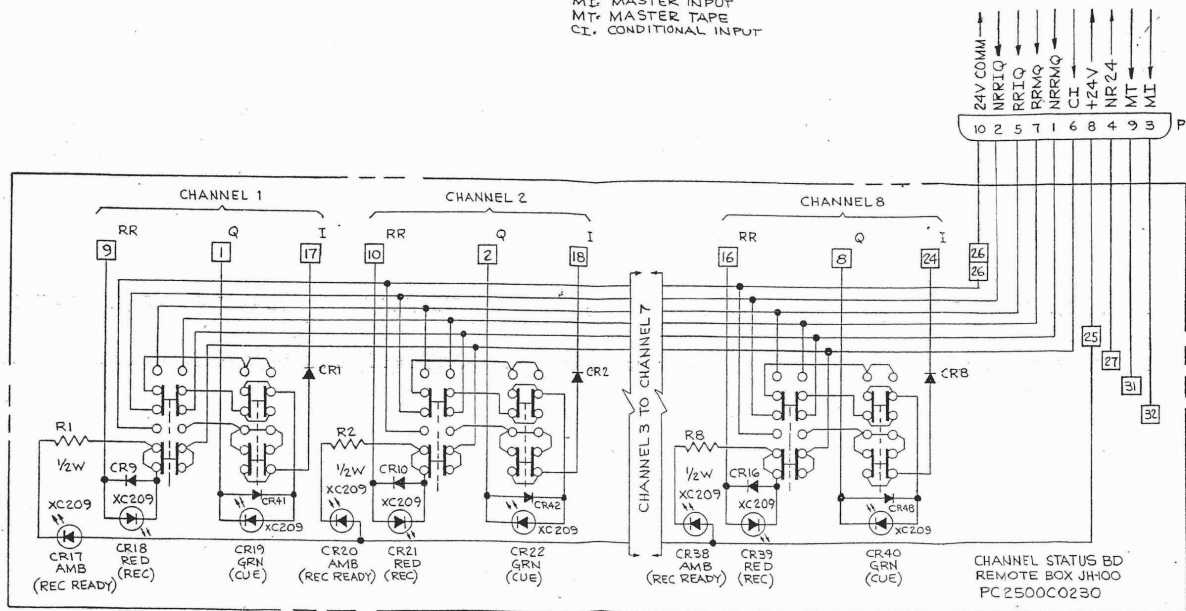 MI: MASTER INPUT
MT: MASTER TAPE
CI. CONDITIONAL INPUT
24V COMM
NRRIQ
RRIQ
RRMQ
NRRMQ
CI
+24V
NR24
MT
MI
10 2 5 7 1 6 8 4 9 3
P
CHANNEL 1
CHANNEL 2
CHANNEL 8
RR Q I
RR Q I
RR Q I
9 1 17
10 2 18
16 8 24
26
26
25
27
31
32
CHANNEL 3 TO CHANNEL 7
CR1
CR2
CR8
R1
1/2W
CR9
XC209
XC209
CR41
XC209
R2
1/2W
CR10
XC209
XC209
CR42
XC209
R8
1/2W
CR16
XC209
XC209
CR48
XC209
CR17
AMB
(REC READY)
CR18
RED
(REC)
CR19
GRN
(CUE)
CR20
AMB
(REC READY)
CR21
RED
(REC)
CR22
GRN
(CUE)
CR38
AMB
(REC READY)
CR39
RED
(REC)
CR40
GRN
(CUE)
CHANNEL STATUS BD
REMOTE BOX JH100
PC2500C0230